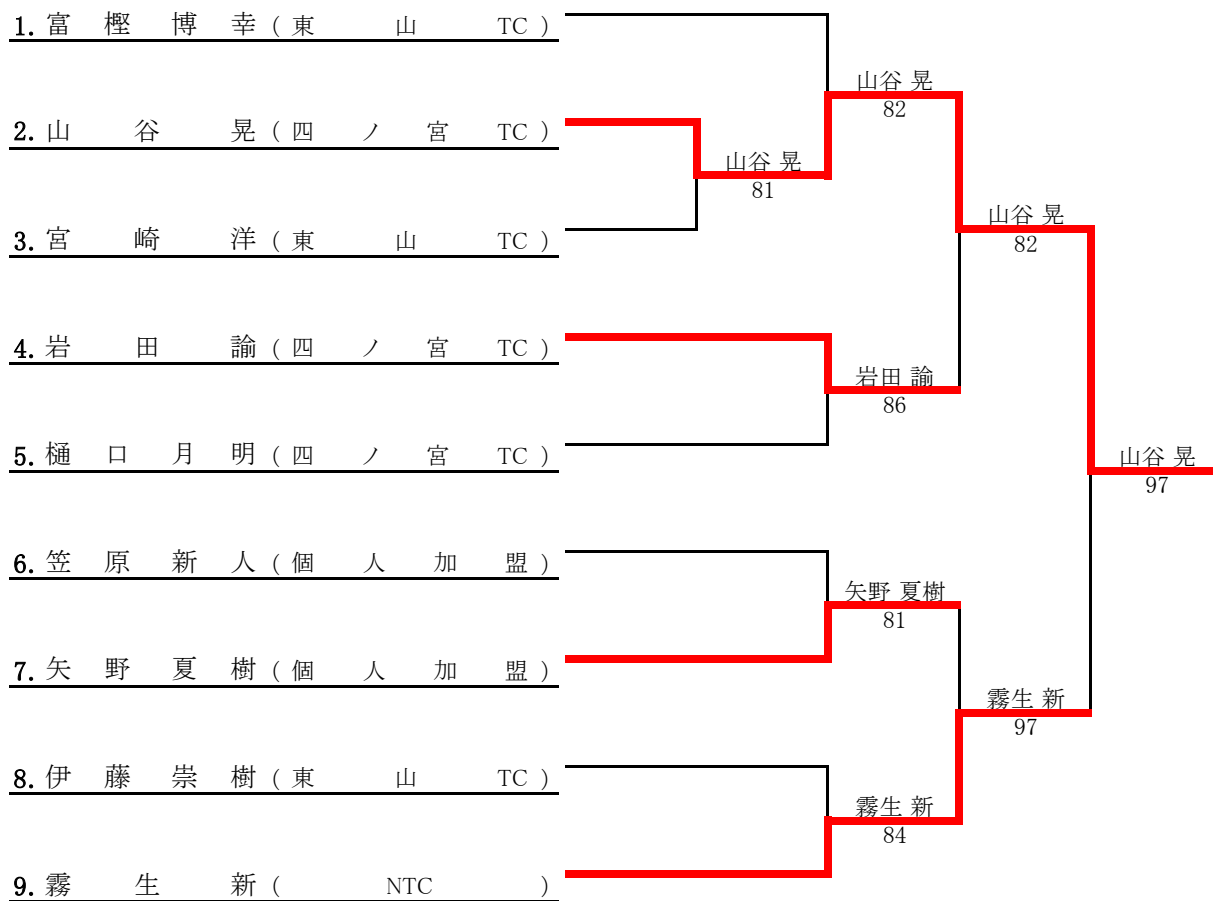 1. 富樫博幸 (東山 TC)
山谷 晃
82
2. 山谷晃 (四ノ宮 TC)
山谷 晃
81
山谷 晃
82
3. 宮崎洋 (東山 TC)
4. 岩田諭 (四ノ宮 TC)
岩田 諭
86
5. 樋口月明 (四ノ宮 TC)
山谷 晃
97
6. 笠原新人 (個人加盟)
矢野 夏樹
81
7. 矢野夏樹 (個人加盟)
霧生 新
97
8. 伊藤崇樹 (東山 TC)
霧生 新
84
9. 霧生新 (NTC)